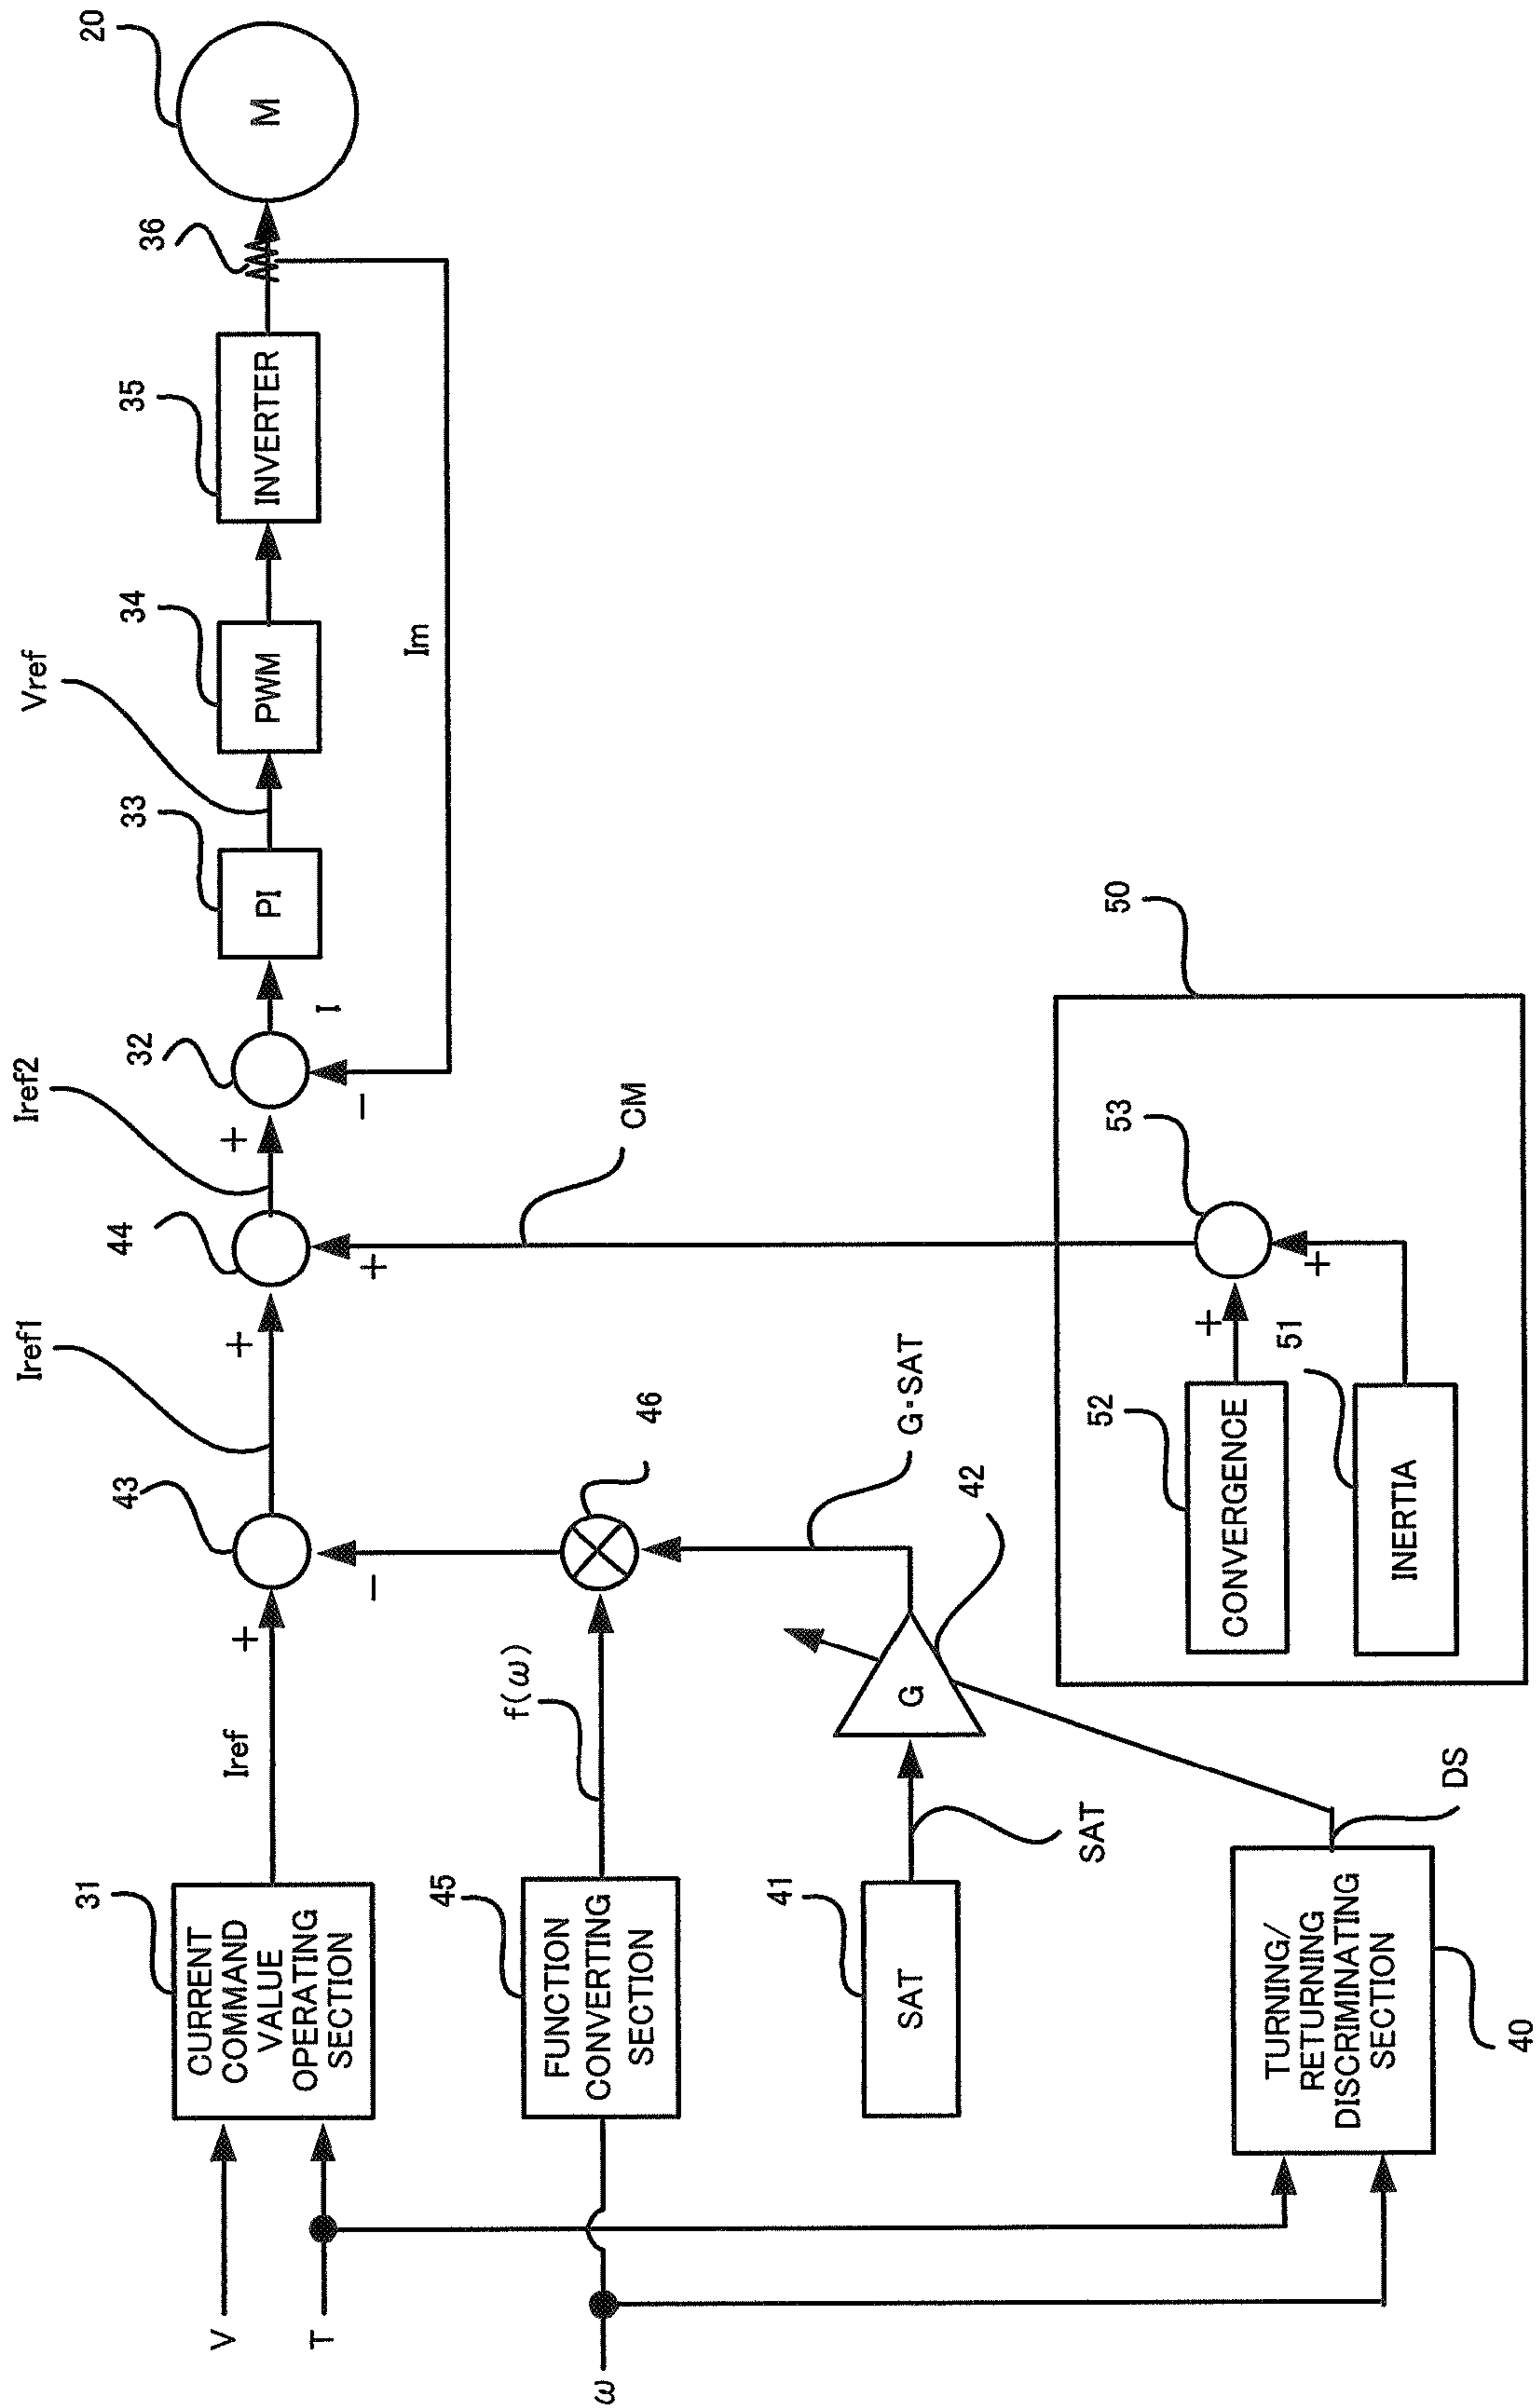 20
M
36
35
INVERTER
34
PWM
Vref
33
PI
Im
I
32
Iref2
+
−
44
+
+
CM
Iref1
43
+
−
Iref
31
CURRENT
COMMAND
VALUE
OPERATING
SECTION
V
T
46
f(ω)
45
FUNCTION
CONVERTING
SECTION
ω
G・SAT
42
G
SAT
41
SAT
DS
TURNING/
RETURNING
DISCRIMINATING
SECTION
40
50
53
+
+
52
CONVERGENCE
51
INERTIA